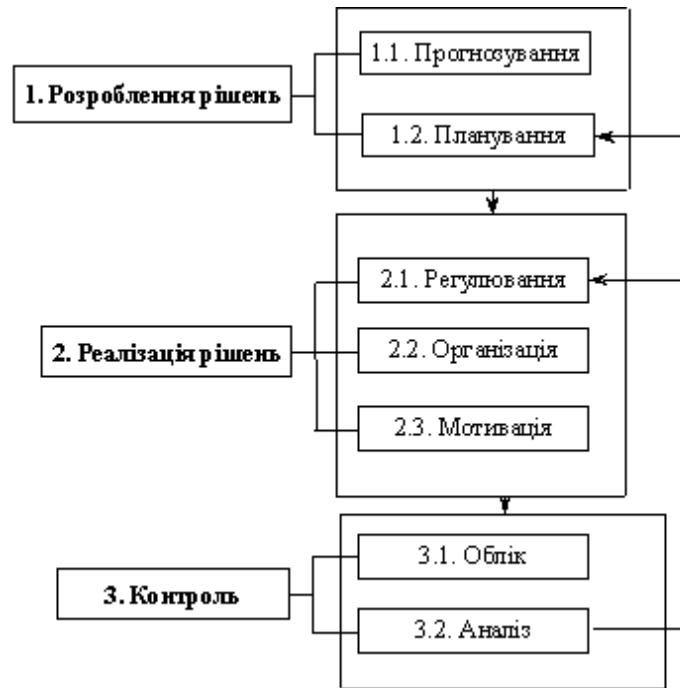 1.1. Прогнозування
1. Розроблення рішень
1.2. Планування
2.1. Регулювання
2.2. Організація
2. Реалізація рішень
2.3. Мотивація
3.1. Облік
3. Контроль
3.2. Аналіз